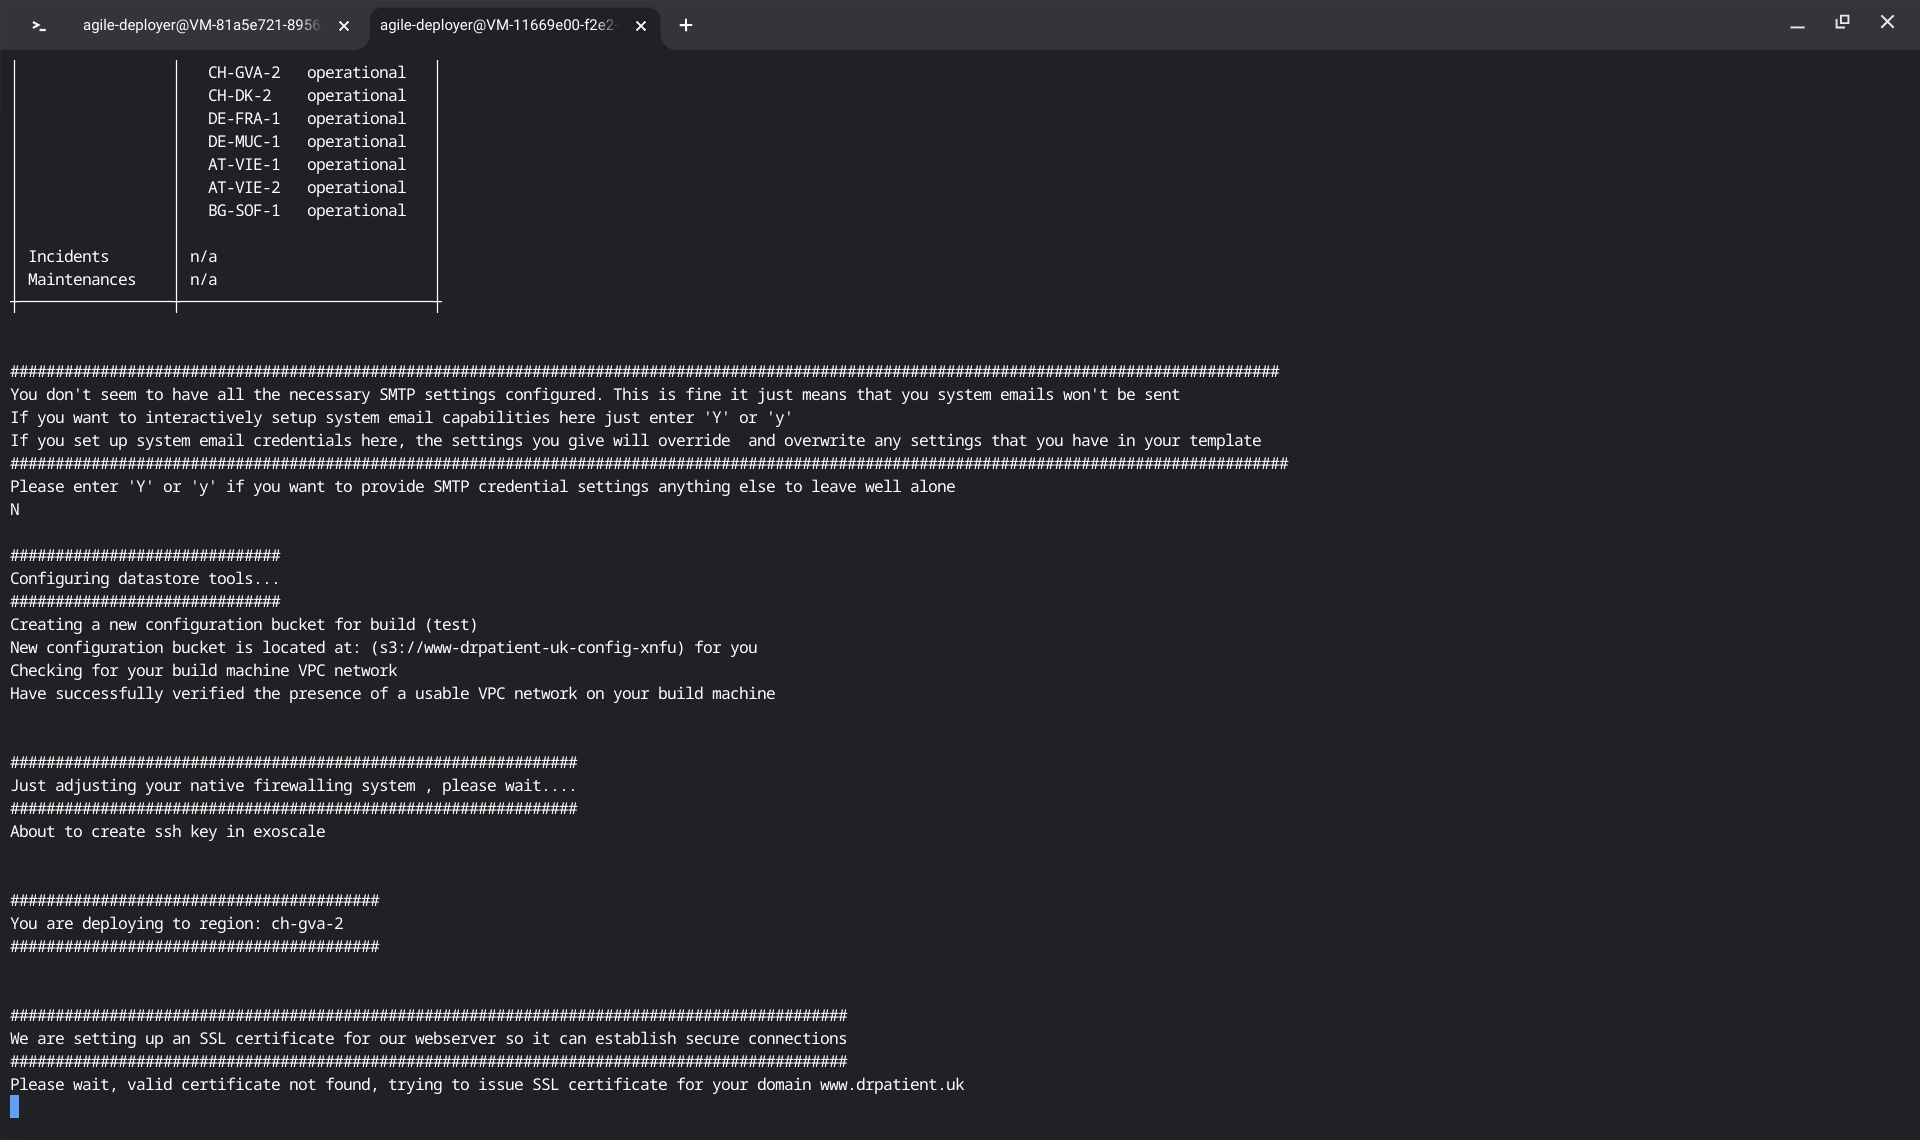 agile-deployer@VM-81a5e721-8956
agile-deployer@VM-11669e00-f2e2-
CH-GVA-2 operational
CH-DK-2 operational
DE-FRA-1 operational
DE-MUC-1 operational
AT-VIE-1 operational
AT-VIE-2 operational
BG-SOF-1 operational
Incidents n/a
Maintenances n/a
#############################################################################################################################################
You don't seem to have all the necessary SMTP settings configured. This is fine it just means that you system emails won't be sent
If you want to interactively setup system email capabilities here just enter 'Y' or 'y'
If you set up system email credentials here, the settings you give will override  and overwrite any settings that you have in your template
##############################################################################################################################################
Please enter 'Y' or 'y' if you want to provide SMTP credential settings anything else to leave well alone
N
##############################
Configuring datastore tools...
##############################
Creating a new configuration bucket for build (test)
New configuration bucket is located at: (s3://www-drpatient-uk-config-xnfu) for you
Checking for your build machine VPC network
Have successfully verified the presence of a usable VPC network on your build machine
###############################################################
Just adjusting your native firewalling system , please wait....
###############################################################
About to create ssh key in exoscale
#########################################
You are deploying to region: ch-gva-2
#########################################
#############################################################################################
We are setting up an SSL certificate for our webserver so it can establish secure connections
#############################################################################################
Please wait, valid certificate not found, trying to issue SSL certificate for your domain www.drpatient.uk